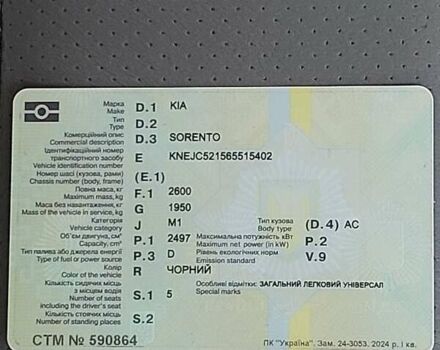 Марка
Make D.1 KIA
Тип
Type D.2
Комерційний опис
Commercial description D.3 SORENTO
Ідентифікаційний номер
транспортного засобу
Vehicle identification number E KNEJC521565515402
Номер шасі (кузова, рами)
Chassis number (body, frame) (E.1)
Повна маса, кг
Maximum mass, kg F.1 2600
Маса без навантаження, кг
Mass of the vehicle in service, kg G 1950
Категорія
Vehicle category J M1 Тип кузова
Body type (D.4) AC
Об'єм двигуна, см³
Capacity, cm³ P.1 2497 Максимальна потужність кВт
Maximum net power (in kW) P.2
Тип палива або джерело енергії
Type of fuel or power source P.3 D Рівень екологічних норм
Emission standard V.9
Колір
Color of the vehicle R ЧОРНИЙ
Кількість сидячих місць
з місцем водія
Number of seats
including the driver's seat S.1 5 Особливі відмітки: ЗАГАЛЬНИЙ ЛЕГКОВИЙ УНІВЕРСАЛ
Special marks
Кількість стоячих місць
Number of standing places S.2
СТМ № 590864
ПК "Україна". Зам. 24-3053. 2024 р. I кв.